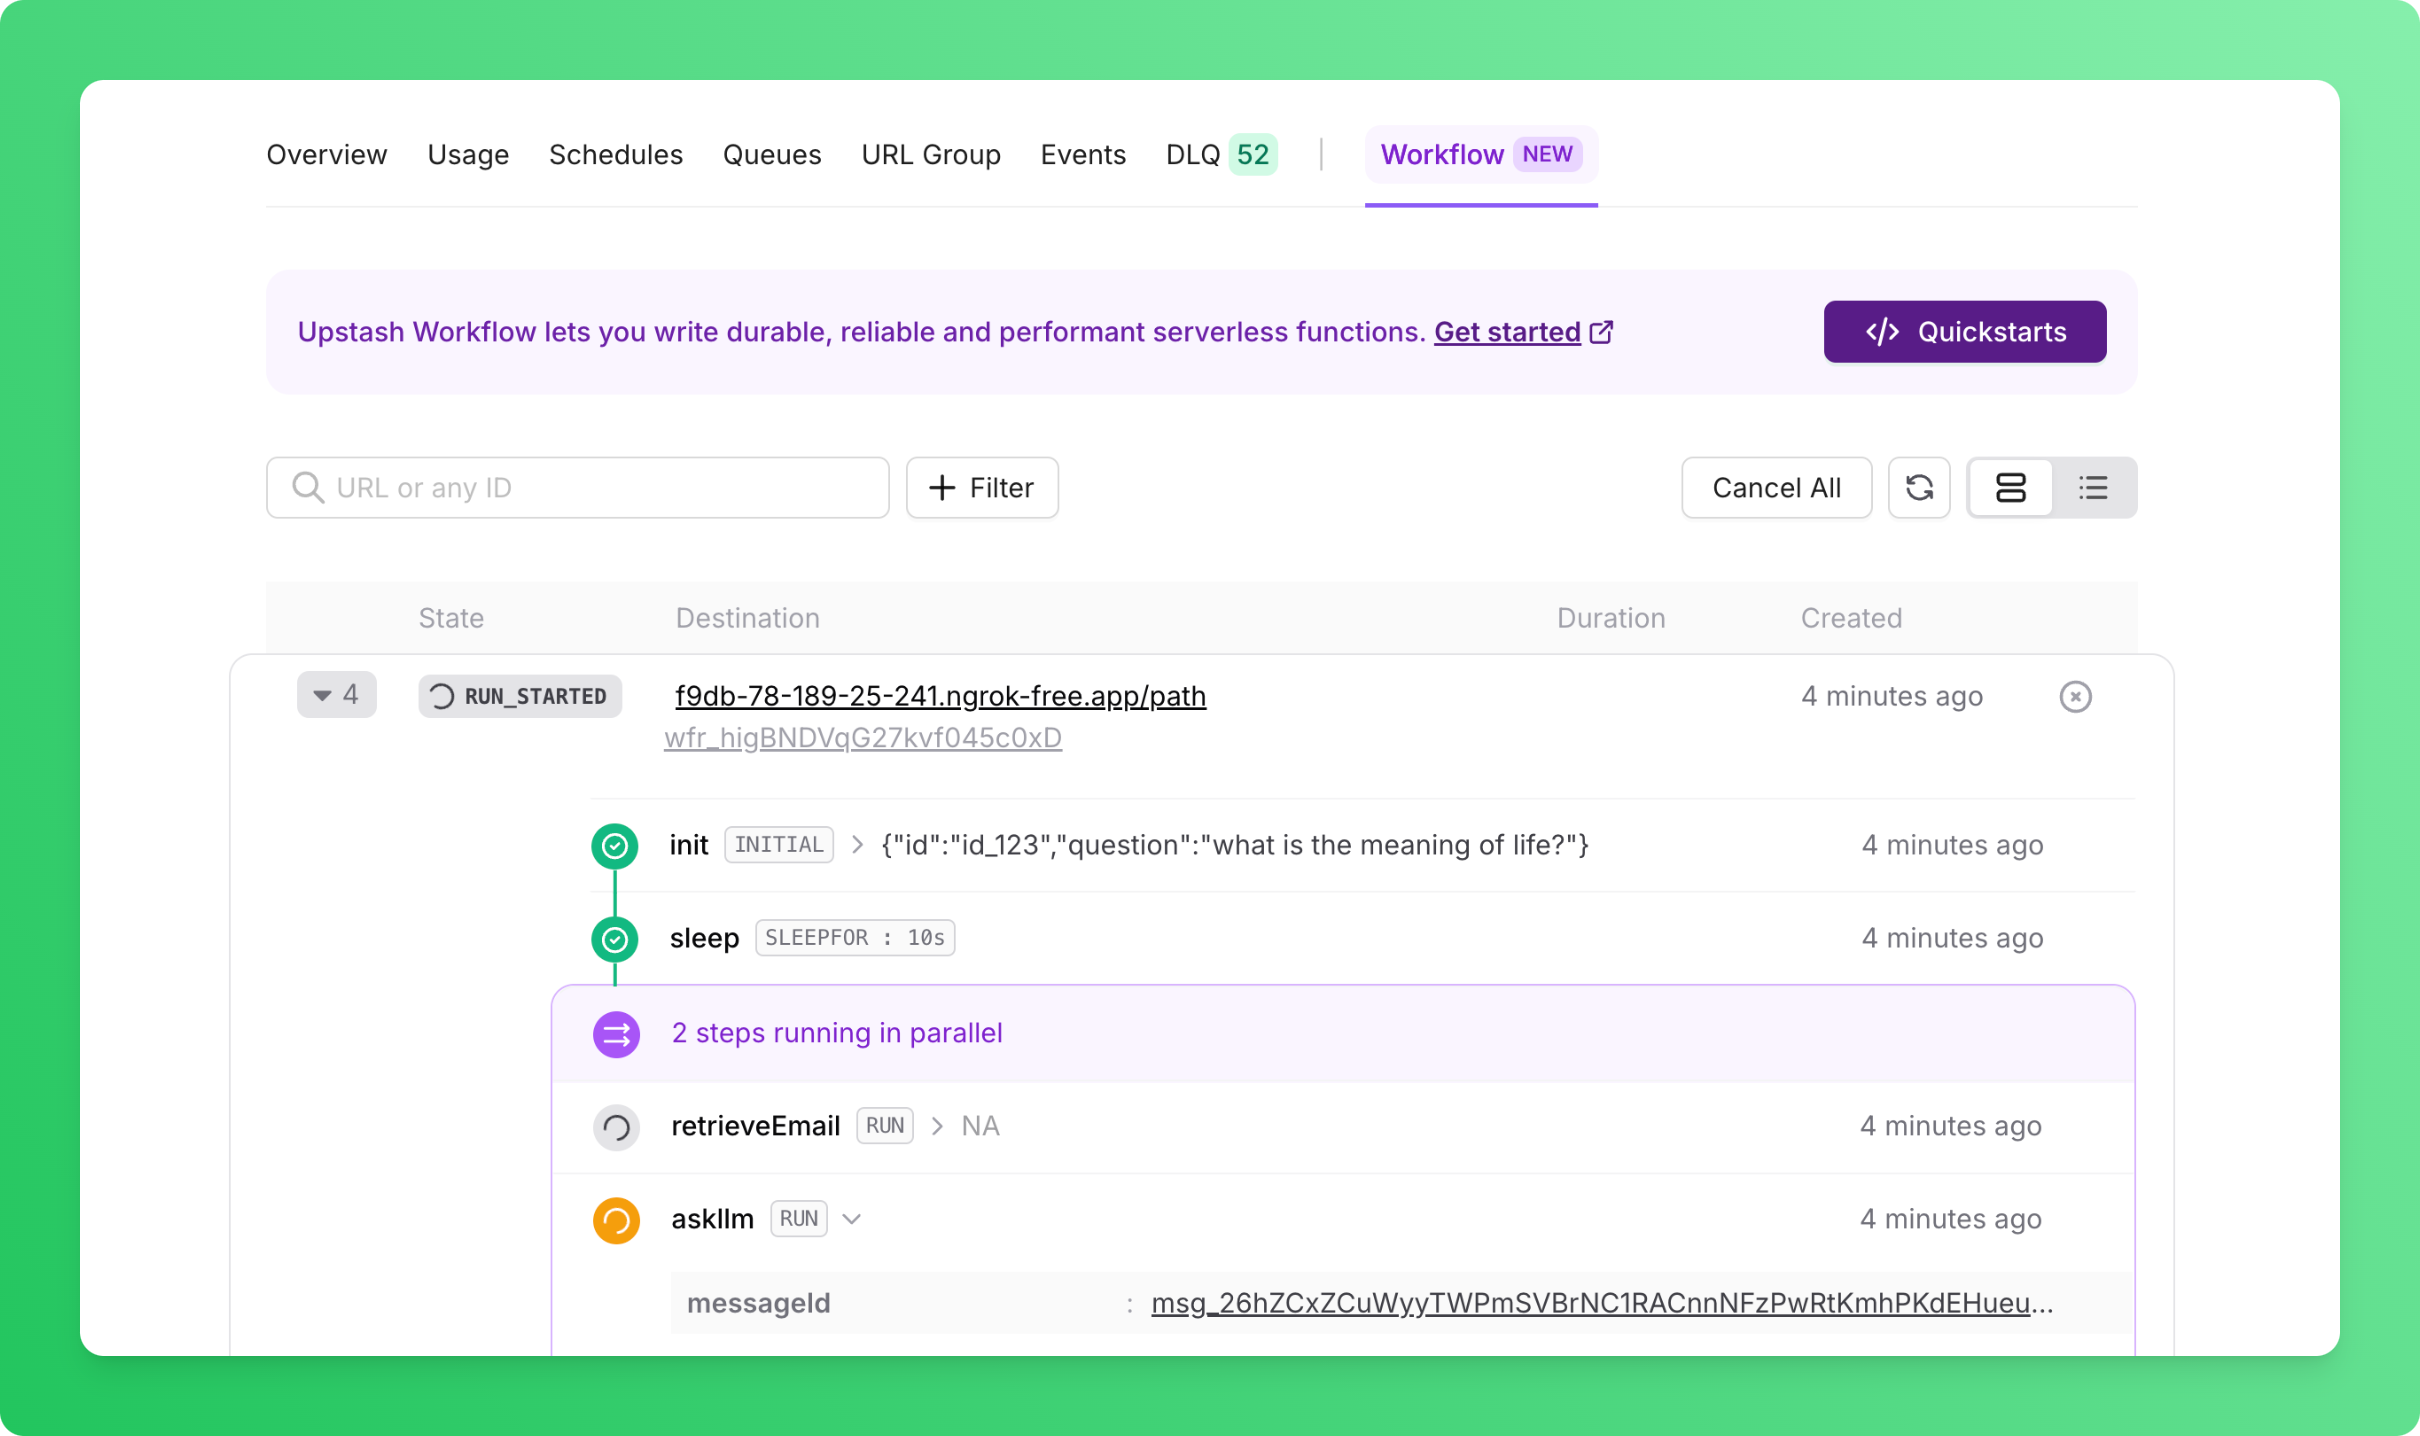 Overview Usage Schedules Queues URL Group Events DLQ 52 Workflow NEW
Upstash Workflow lets you write durable, reliable and performant serverless functions. Get started Quickstarts
URL or any ID Filter Cancel All
State Destination Duration Created
4 RUN_STARTED f9db-78-189-25-241.ngrok-free.app/path 4 minutes ago
wfr_higBNDVqG27kvf045c0xD
init INITIAL {"id":"id_123","question":"what is the meaning of life?"} 4 minutes ago
sleep SLEEPFOR : 10s 4 minutes ago
2 steps running in parallel
retrieveEmail RUN NA 4 minutes ago
askllm RUN 4 minutes ago
messageId : msg_26hZCxZCuWyyTWPmSVBrNC1RACnnNFzPwRtKmhPKdEHueu...